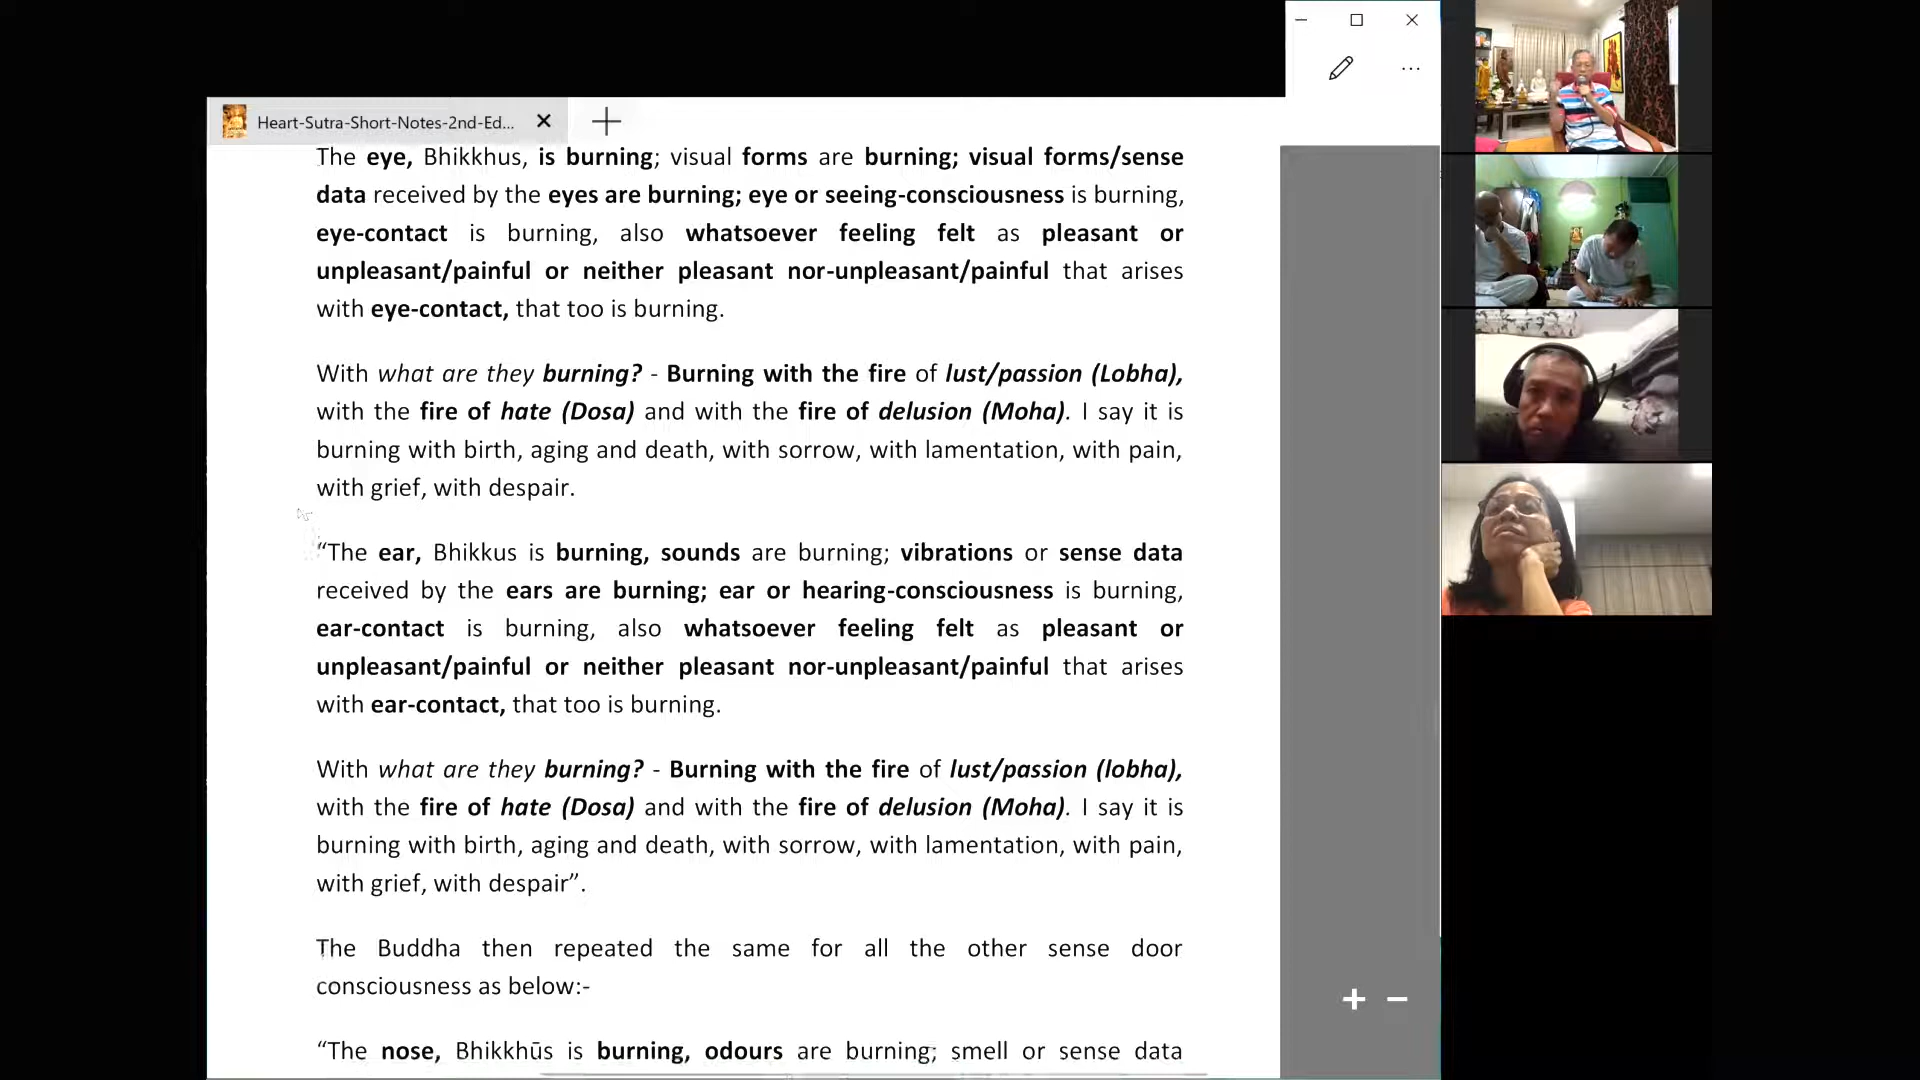 Heart-Sutra-Short-Notes-2nd-Ed...
The eye, Bhikkhus, is burning; visual forms are burning; visual forms/sense
data received by the eyes are burning; eye or seeing-consciousness is burning,
eye-contact is burning, also whatsoever feeling felt as pleasant or
unpleasant/painful or neither pleasant nor-unpleasant/painful that arises
with eye-contact, that too is burning.
With what are they burning? - Burning with the fire of lust/passion (Lobha),
with the fire of hate (Dosa) and with the fire of delusion (Moha). I say it is
burning with birth, aging and death, with sorrow, with lamentation, with pain,
with grief, with despair.
“The ear, Bhikkus is burning, sounds are burning; vibrations or sense data
received by the ears are burning; ear or hearing-consciousness is burning,
ear-contact is burning, also whatsoever feeling felt as pleasant or
unpleasant/painful or neither pleasant nor-unpleasant/painful that arises
with ear-contact, that too is burning.
With what are they burning? - Burning with the fire of lust/passion (lobha),
with the fire of hate (Dosa) and with the fire of delusion (Moha). I say it is
burning with birth, aging and death, with sorrow, with lamentation, with pain,
with grief, with despair”.
The Buddha then repeated the same for all the other sense door
consciousness as below:-
“The nose, Bhikkhūs is burning, odours are burning; smell or sense data